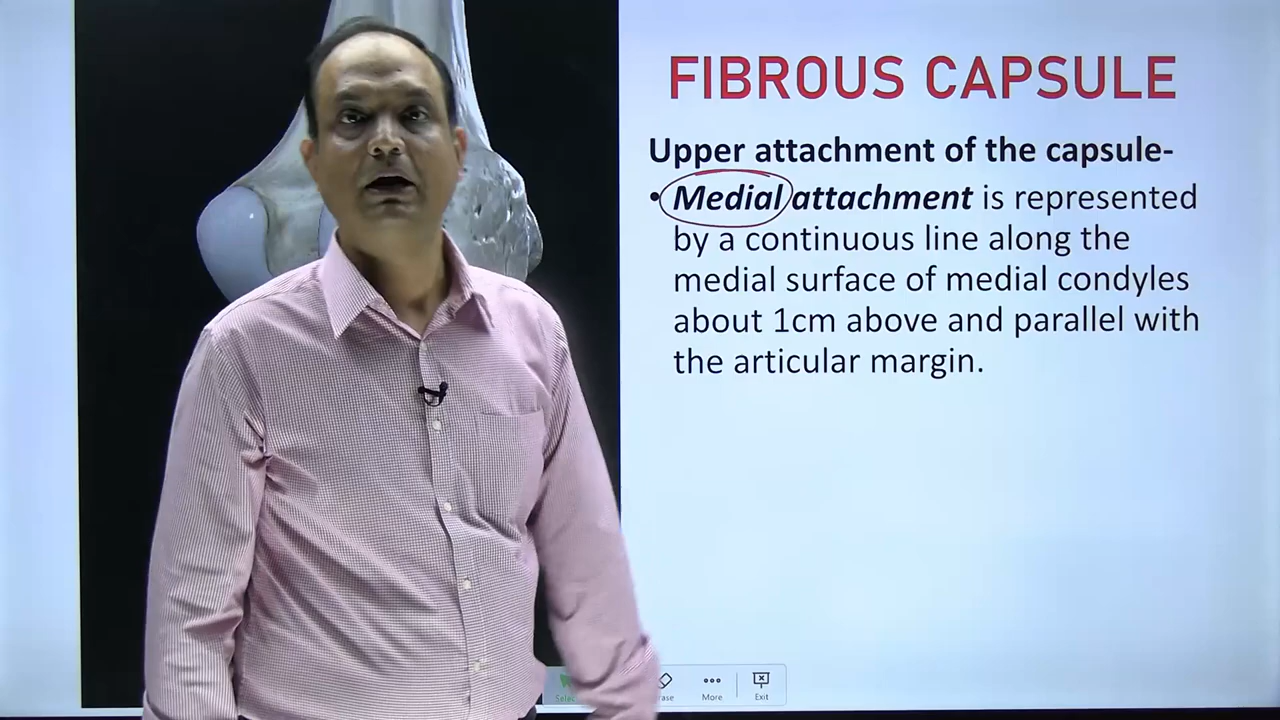 FIBROUS CAPSULE
Upper attachment of the capsule-
• Medial attachment is represented
by a continuous line along the
medial surface of medial condyles
about 1cm above and parallel with
the articular margin.
More
Exit